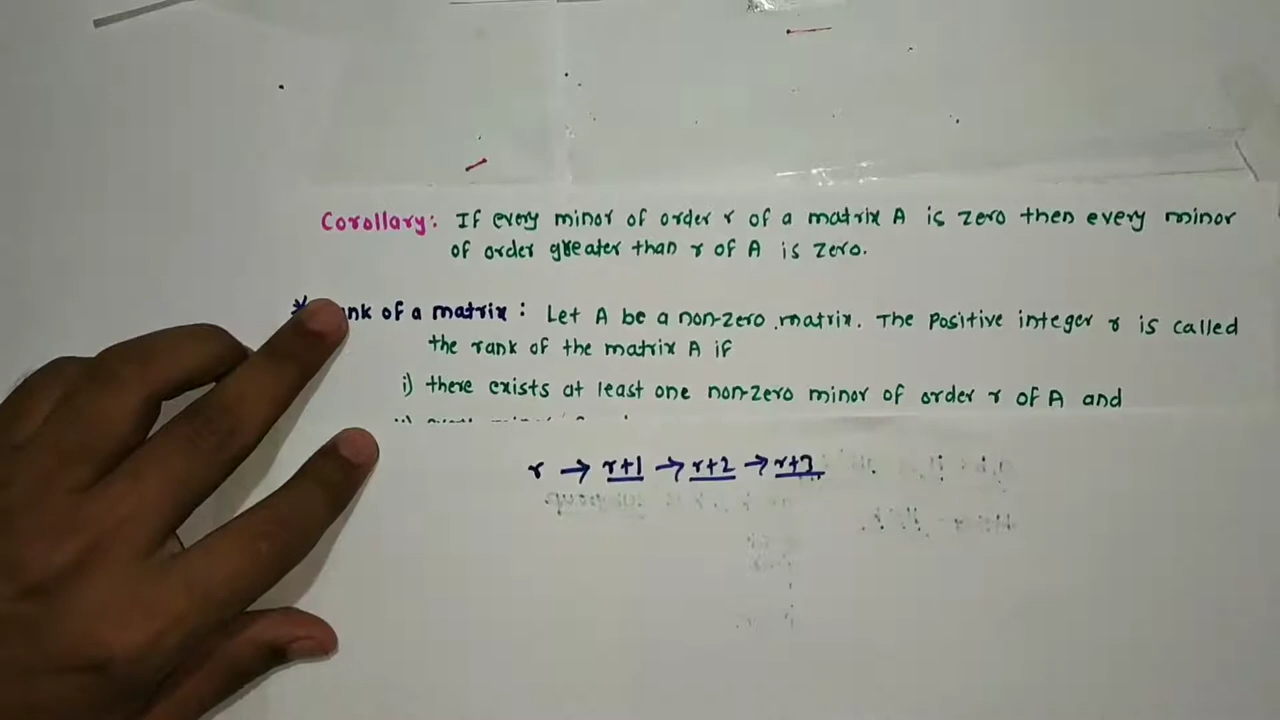 Corollary: If every minor of order r of a matrix A is zero then every minor
of order greater than r of A is zero.
* ank of a matrix: Let A be a non-zero matrix. The positive integer r is called
the rank of the matrix A if
i) there exists at least one non-zero minor of order r of A and
r → r+1 → r+2 → r+3